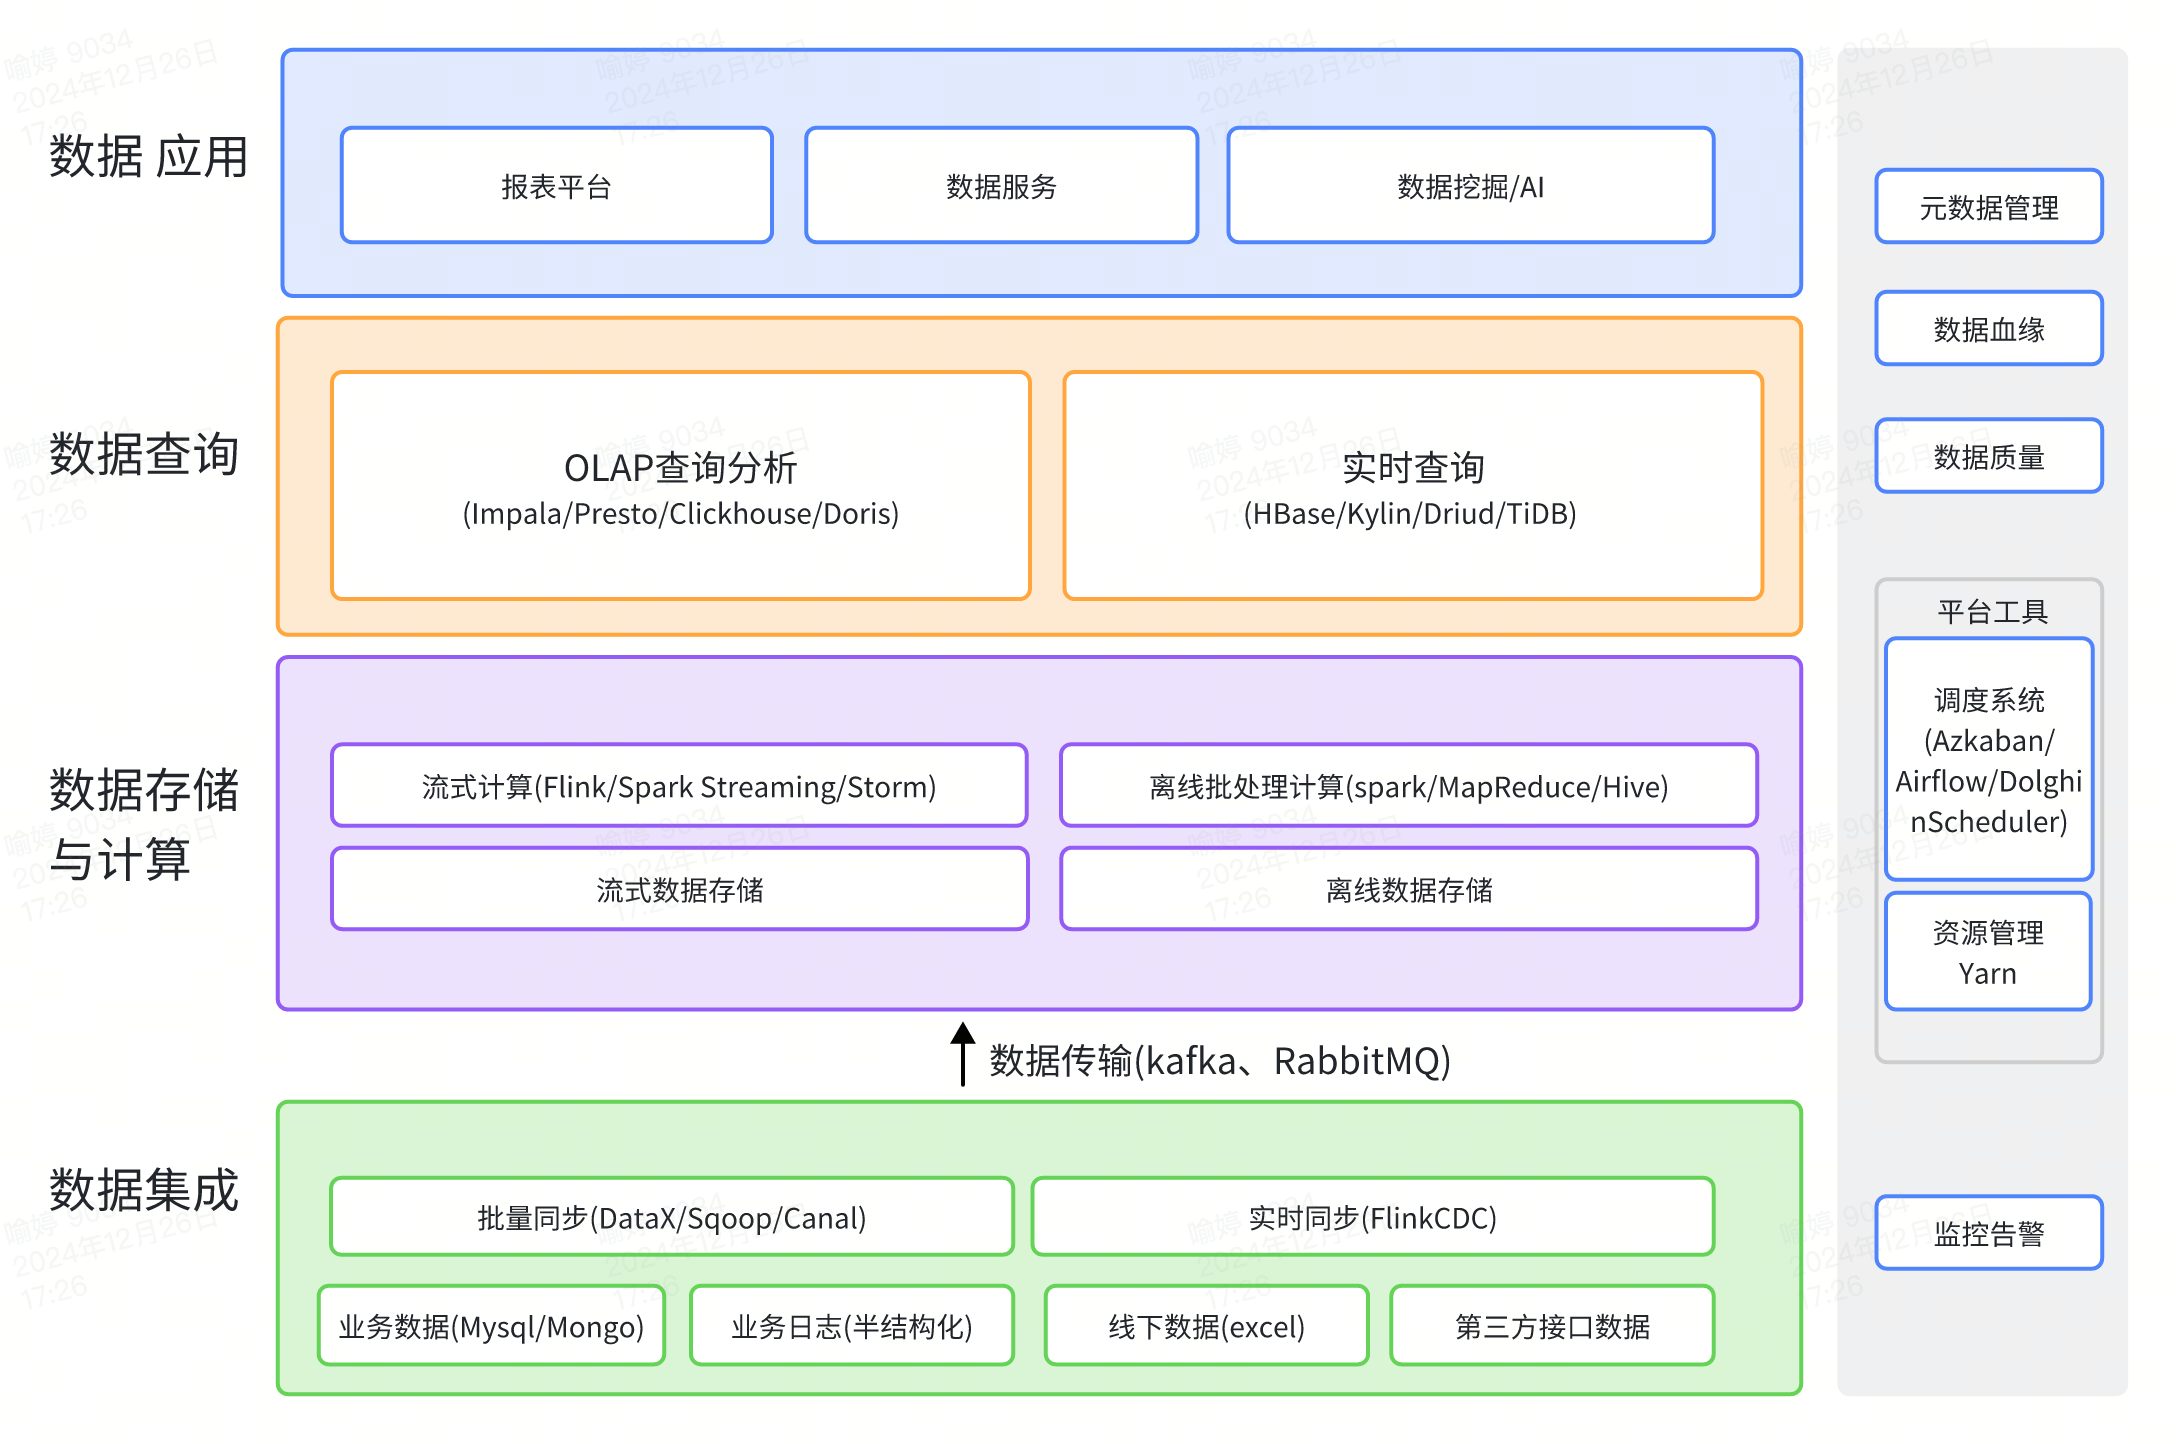 数据 应用
报表平台
数据服务
数据挖掘/AI
数据查询
OLAP查询分析
(Impala/Presto/Clickhouse/Doris)
实时查询
(HBase/Kylin/Driud/TiDB)
数据存储
与计算
流式计算(Flink/Spark Streaming/Storm)
离线批处理计算(spark/MapReduce/Hive)
流式数据存储
离线数据存储
数据传输(kafka、RabbitMQ)
数据集成
批量同步(DataX/Sqoop/Canal)
实时同步(FlinkCDC)
业务数据(Mysql/Mongo)
业务日志(半结构化)
线下数据(excel)
第三方接口数据
元数据管理
数据血缘
数据质量
平台工具
调度系统
(Azkaban/
Airflow/Dolghi
nScheduler)
资源管理
Yarn
监控告警
喻婷 9034
2024年12月26日
17:26